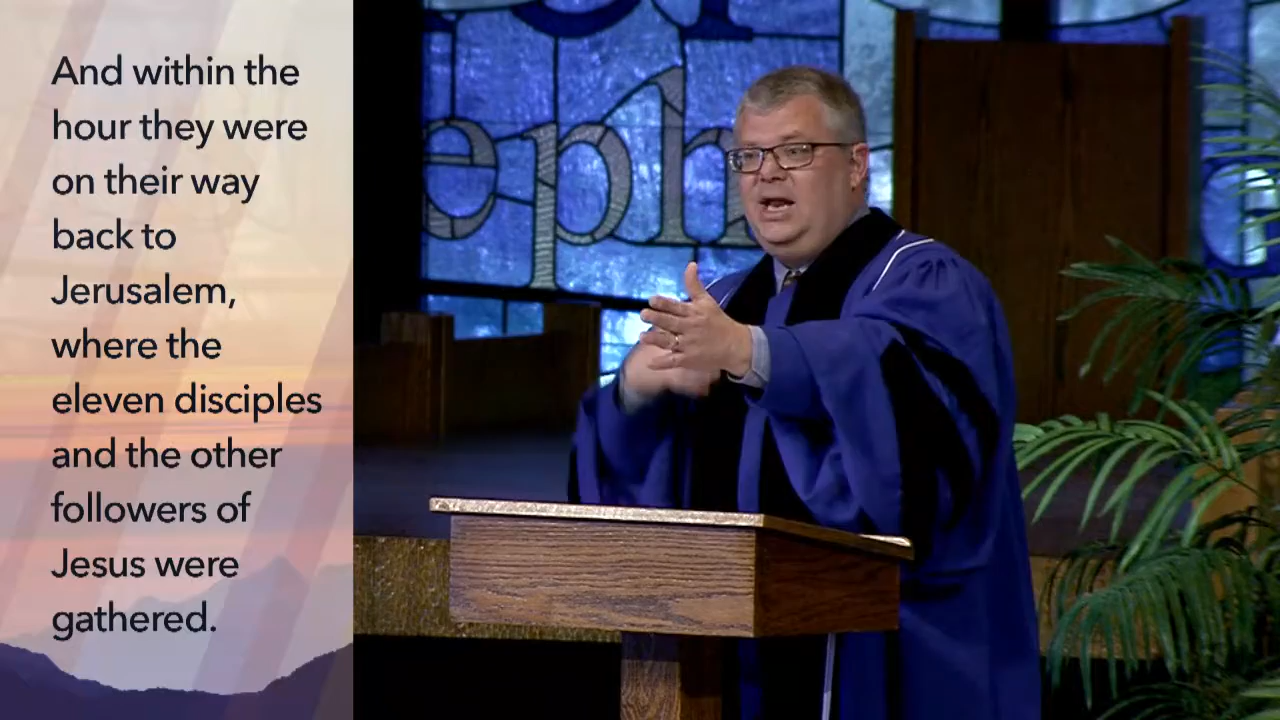 And within the
hour they were
on their way
back to
Jerusalem,
where the
eleven disciples
and the other
followers of
Jesus were
gathered.
eph